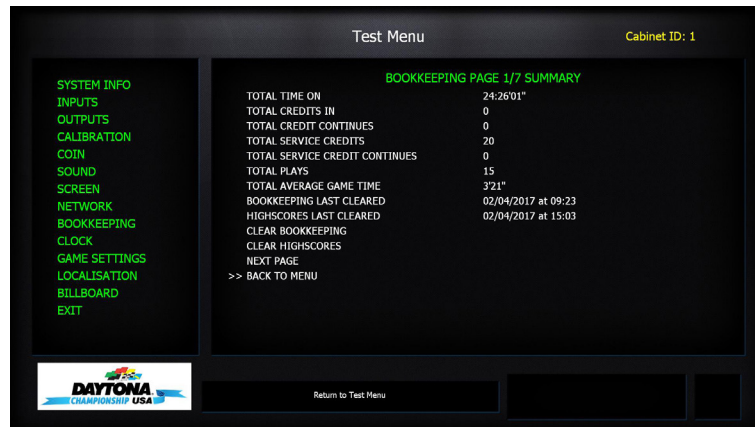 Test Menu
Cabinet ID: 1
SYSTEM INFO
INPUTS
OUTPUTS
CALIBRATION
COIN
SOUND
SCREEN
NETWORK
BOOKKEEPING
CLOCK
GAME SETTINGS
LOCALISATION
BILLBOARD
EXIT
BOOKKEEPING PAGE 1/7 SUMMARY
TOTAL TIME ON 24:26'01"
TOTAL CREDITS IN 0
TOTAL CREDIT CONTINUES 0
TOTAL SERVICE CREDITS 20
TOTAL SERVICE CREDIT CONTINUES 0
TOTAL PLAYS 15
TOTAL AVERAGE GAME TIME 3'21"
BOOKKEEPING LAST CLEARED 02/04/2017 at 09:23
HIGHSCORES LAST CLEARED 02/04/2017 at 15:03
CLEAR BOOKKEEPING
CLEAR HIGHSCORES
NEXT PAGE
>> BACK TO MENU
DAYTONA
CHAMPIONSHIP USA
Return to Test Menu